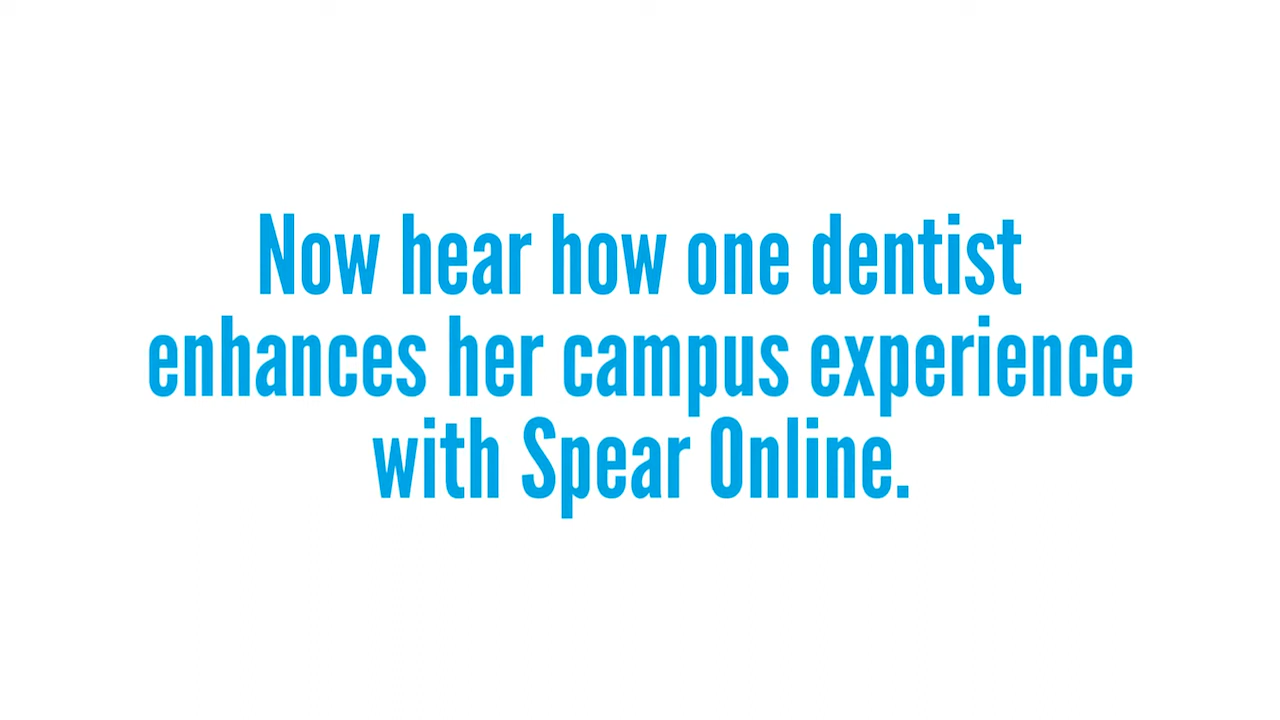 Now hear how one dentist
enhances her campus experience
with Spear Online.